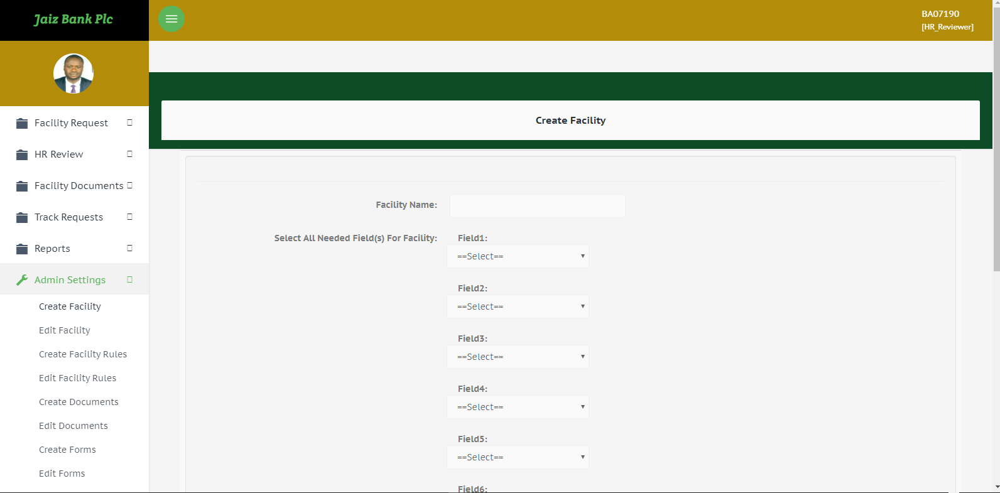 Jaiz Bank Plc
BA07190
[HR_Reviewer]
Facility Request
HR Review
Facility Documents
Track Requests
Reports
Admin Settings
Create Facility
Edit Facility
Create Facility Rules
Edit Facility Rules
Create Documents
Edit Documents
Create Forms
Edit Forms
Create Facility
Facility Name:
Select All Needed Field(s) For Facility:
Field1:
==Select==
Field2:
==Select==
Field3:
==Select==
Field4:
==Select==
Field5:
==Select==
Field6: